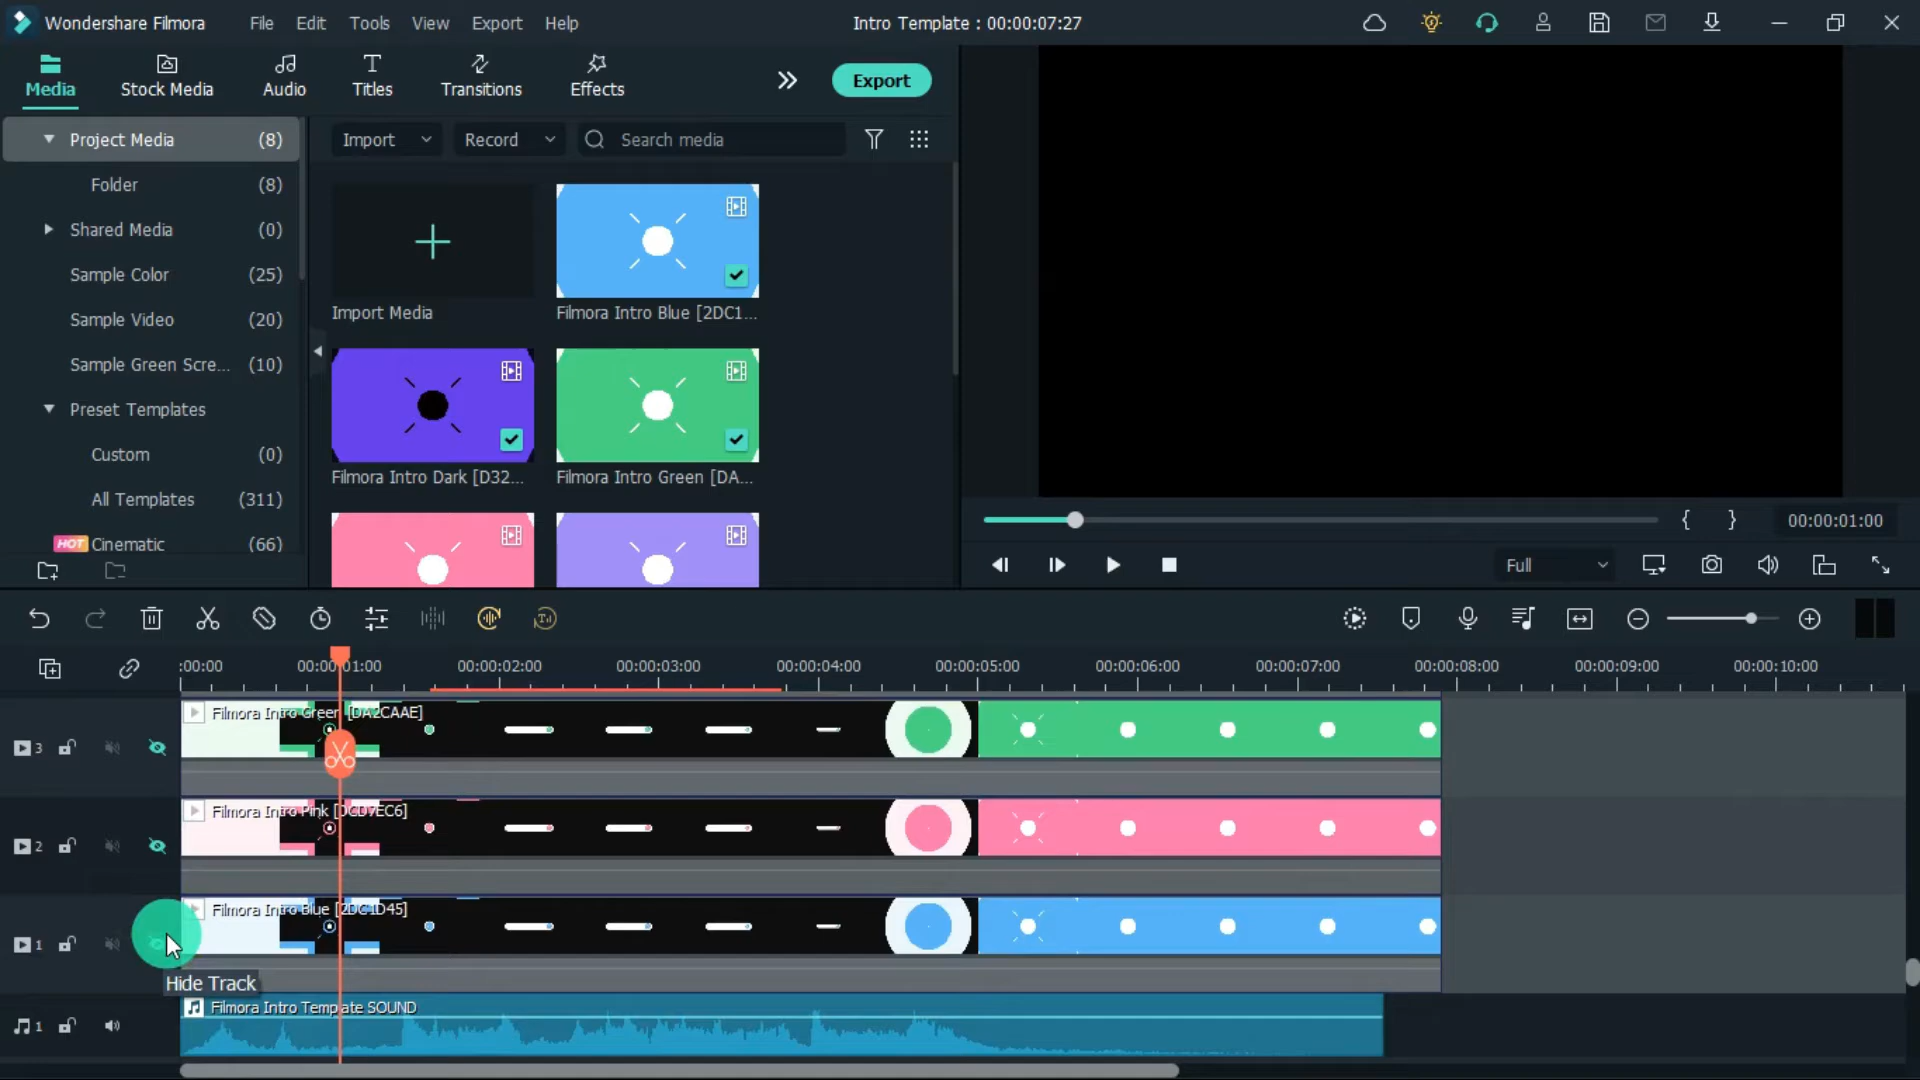 Wondershare Filmora File Edit Tools View Export Help Intro Template : 00:00:07:27
Media Stock Media Audio Titles Transitions Effects Export
Project Media (8)
Folder (8)
Shared Media (0)
Sample Color (25)
Sample Video (20)
Sample Green Scre... (10)
Preset Templates
Custom (0)
All Templates (311)
HOT Cinematic (66)
Import Record Search media
Import Media Filmora Intro Blue [2DC1...
Filmora Intro Dark [D32... Filmora Intro Green [DA...
{ } 00:00:01:00
Full
:00:00 00:00:01:00 00:00:02:00 00:00:03:00 00:00:04:00 00:00:05:00 00:00:06:00 00:00:07:00 00:00:08:00 00:00:09:00 00:00:10:00
Filmora Intro Green [DA2CAAE]
3
Filmora Intro Pink [DCD7EC6]
2
Filmora Intro Blue [2DC1D45]
1
Hide Track
Filmora Intro Template SOUND
1